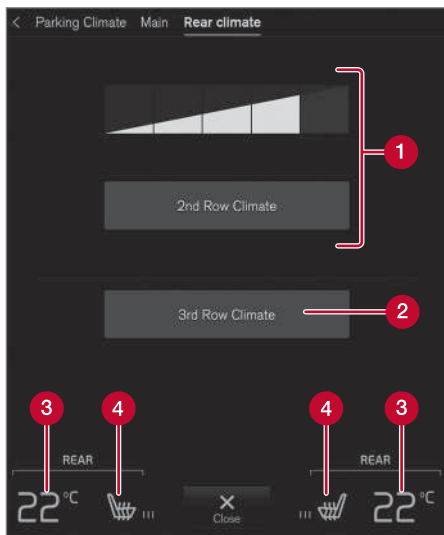 < Parking Climate Main Rear climate
1
2nd Row Climate
2
3rd Row Climate
3 4 4 3
REAR REAR
22°C 22°C
Close